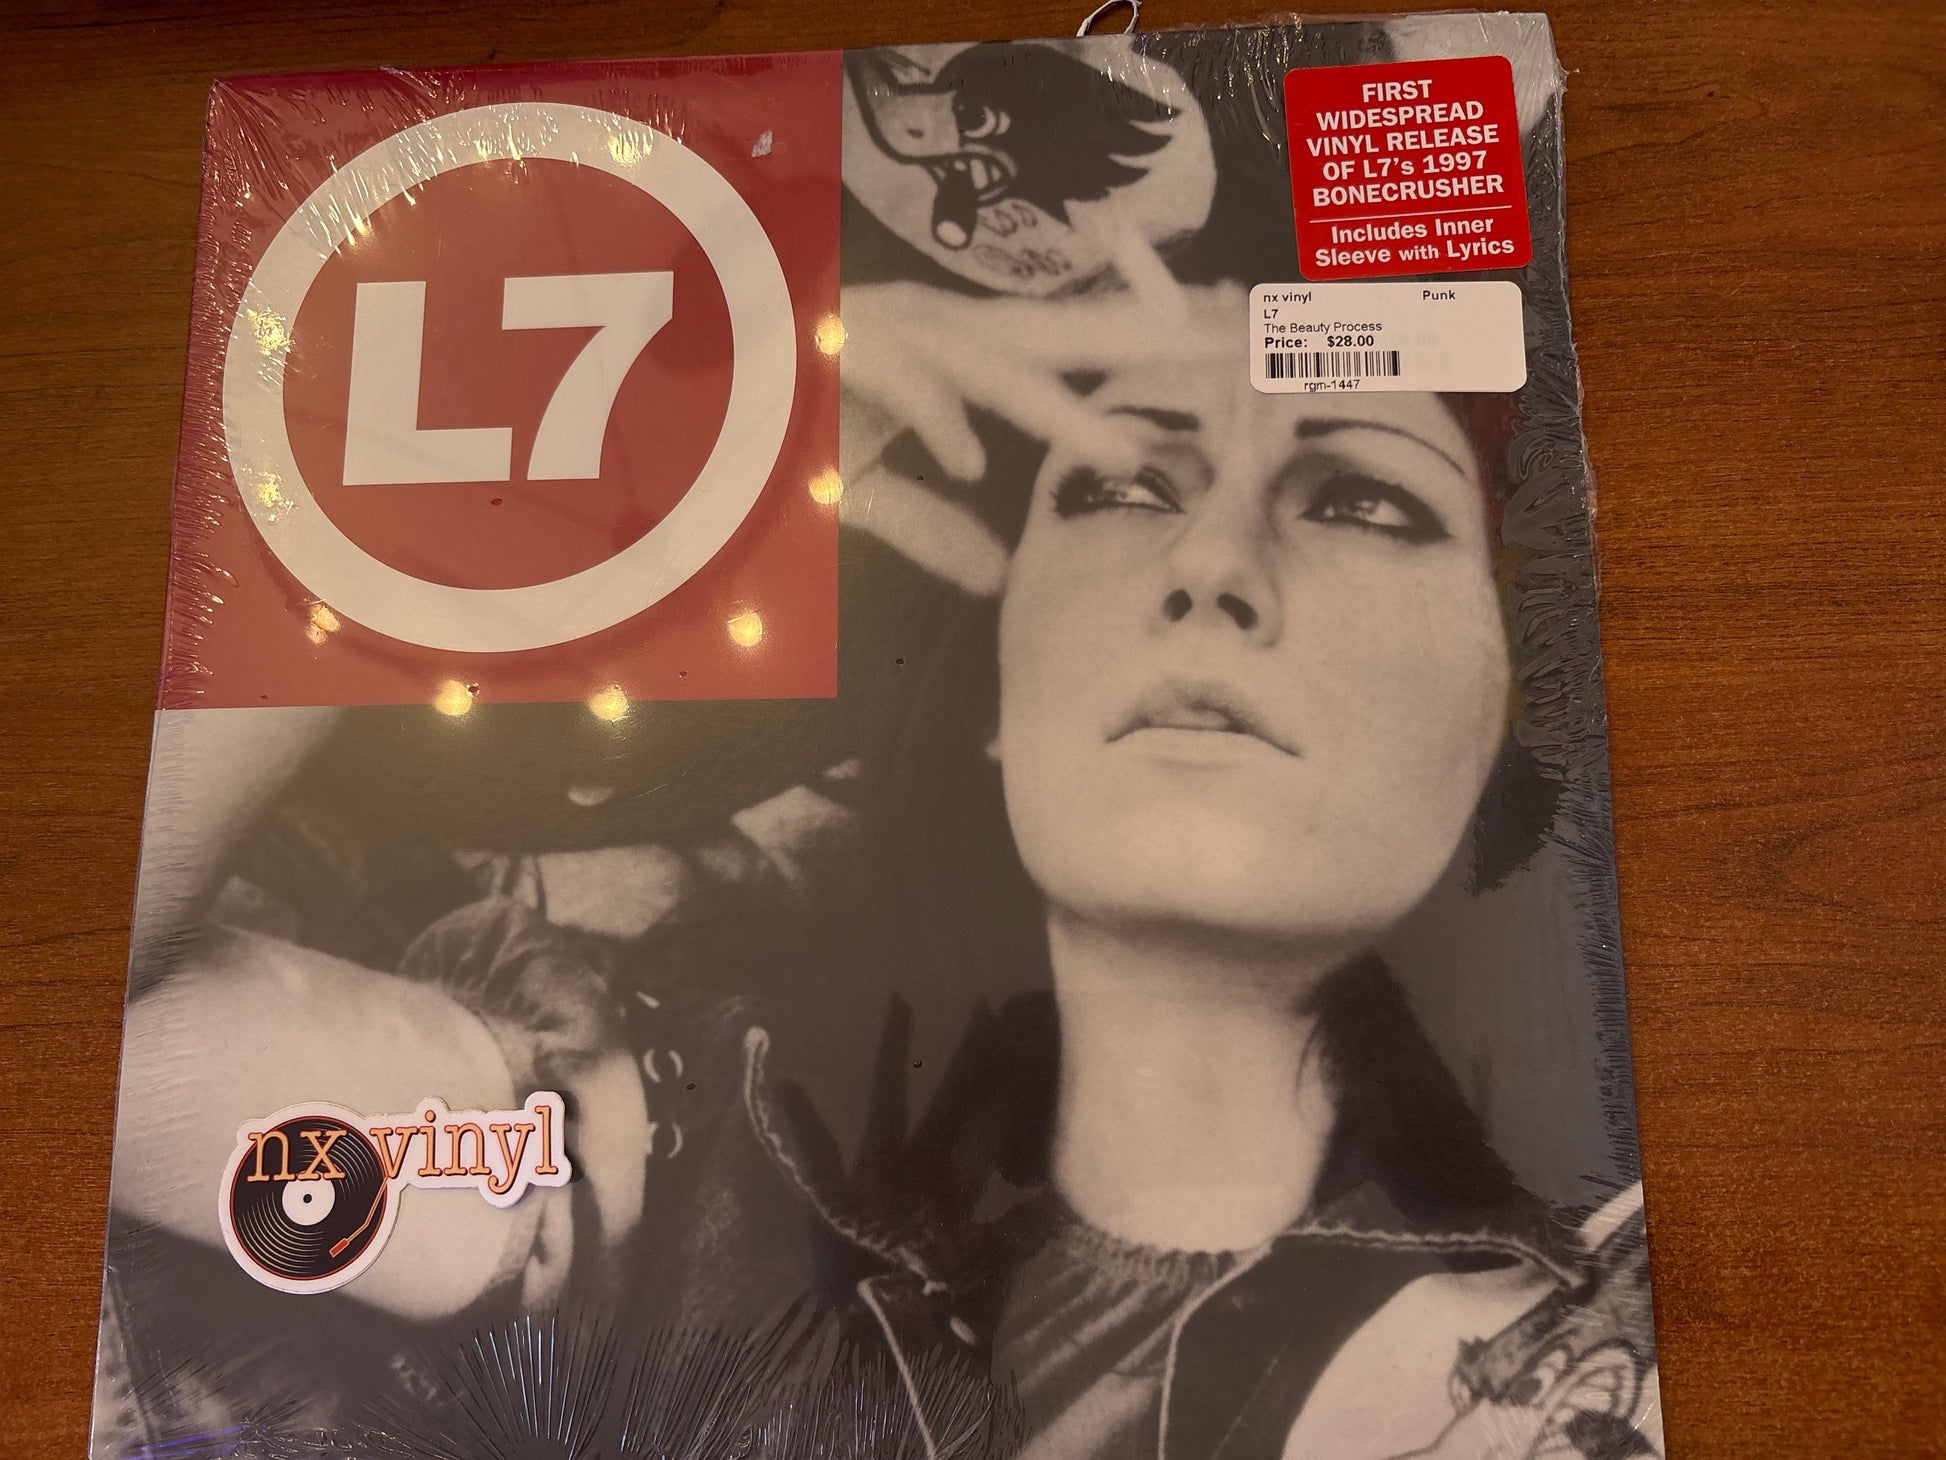 L7
FIRST
WIDESPREAD
VINYL RELEASE
OF L7's 1997
BONECRUSHER
Includes Inner
Sleeve with Lyrics
nx vinyl Punk
L7
The Beauty Process
Price: $28.00
rgm-1447
nx vinyl